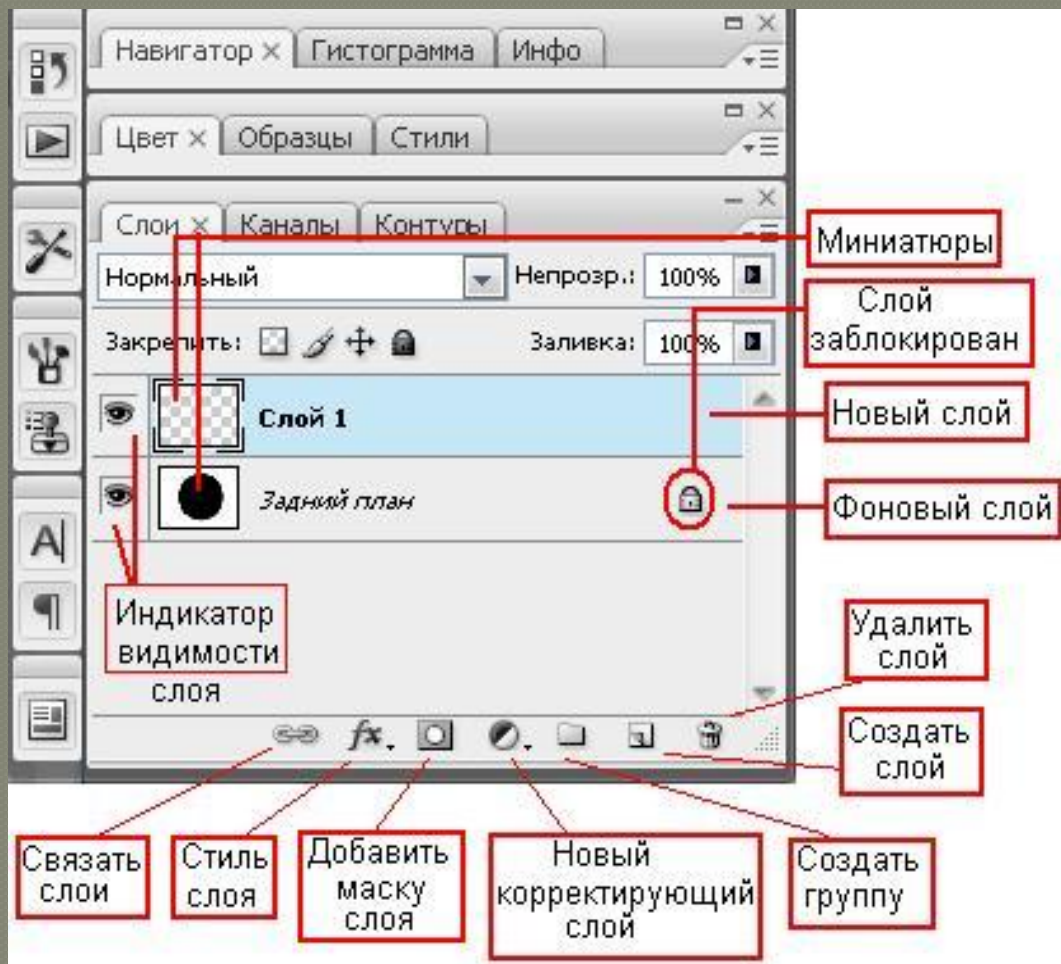 Навигатор × Гистограмма Инфо
Цвет × Образцы Стили
Слои × Каналы Контуры
Миниатюры
Нормальный Непрозр.: 100%
Слой
заблокирован
Закрепить: Заливка: 100%
Слой 1
Новый слой
Задний план
Фоновый слой
A
Индикатор
видимости
слоя
Удалить
слой
fx.
Создать
слой
Связать
слои
Стиль
слоя
Добавить
маску
слоя
Новый
корректирующий
слой
Создать
группу